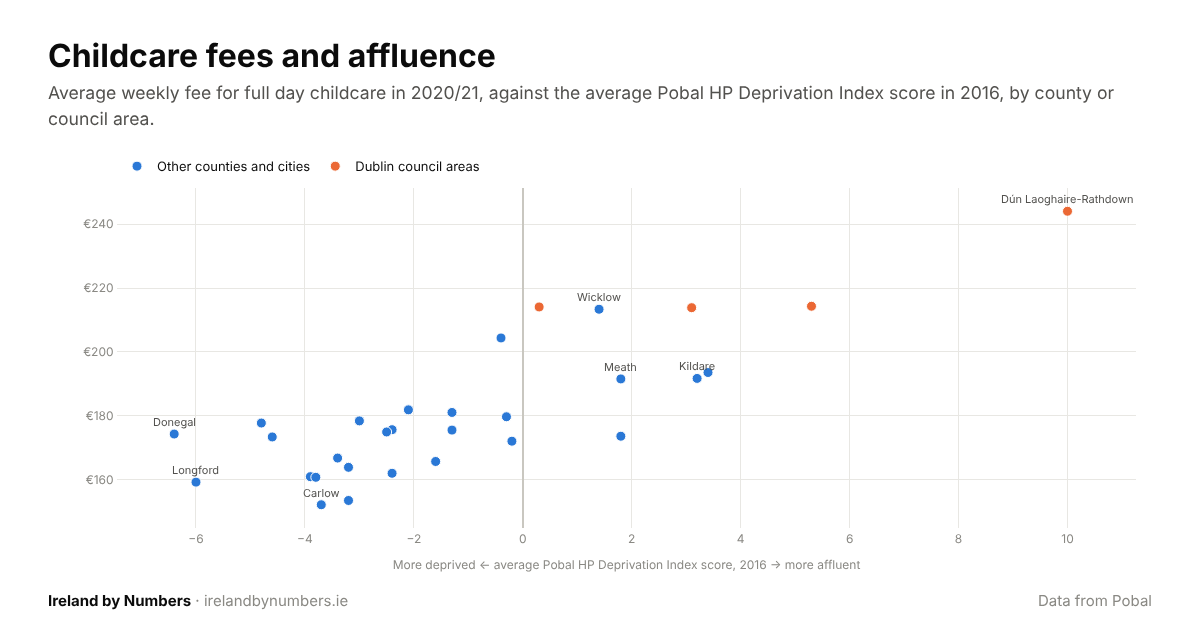 Childcare fees and affluence
Average weekly fee for full day childcare in 2020/21, against the average Pobal HP Deprivation Index score in 2016, by county or
council area.
Other counties and cities
Dublin council areas
Dún Laoghaire-Rathdown
€240
€220
Wicklow
€200
Meath
Kildare
€180
Donegal
Longford
€160
Carlow
−6
−4
−2
0
2
4
6
8
10
More deprived ← average Pobal HP Deprivation Index score, 2016 → more affluent
Ireland by Numbers · irelandbynumbers.ie
Data from Pobal